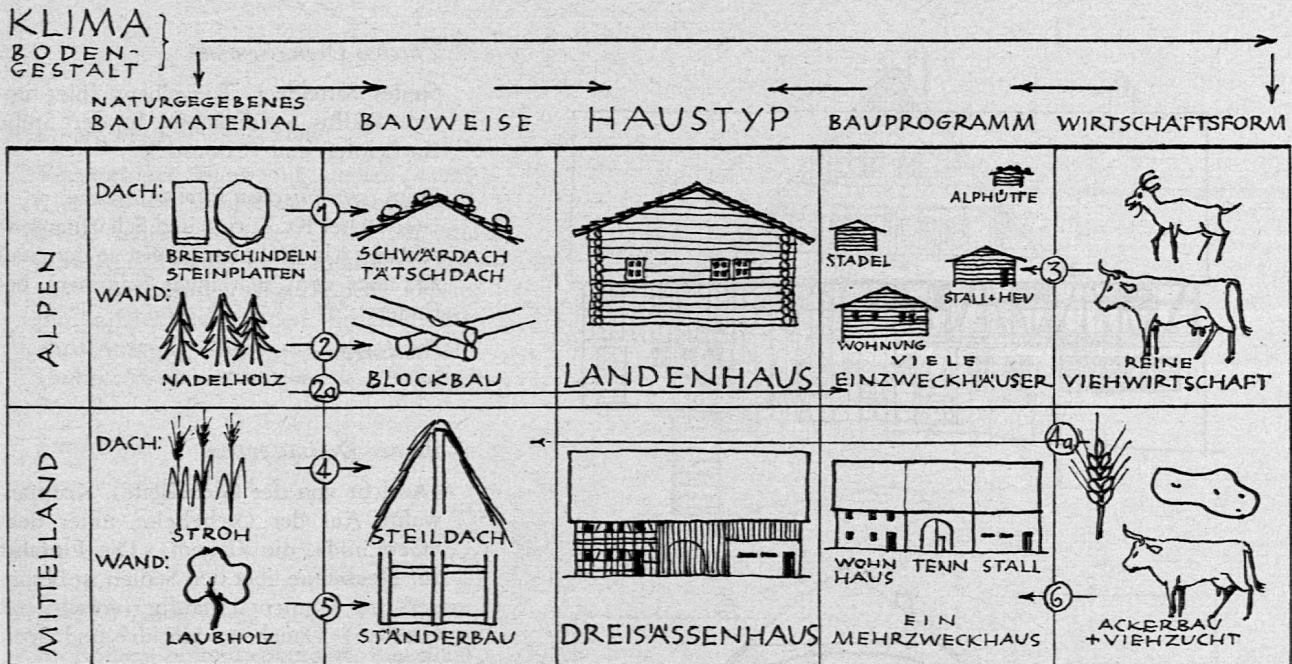 KLIMA
BODEN-
GESTALT
NATURGEGEBENES
BAUMATERIAL
BAUWEISE
HAUSTYP
BAUPROGRAMM
WIRTSCHAFTSFORM
ALPEN
DACH:
BRETTSCHINDELN
STEINPLATTEN
1
SCHWÄRDACH
TÄTSCHDACH
WAND:
NADELHOLZ
2
2a
BLOCKBAU
LANDENHAUS
ALPHÜTTE
STADEL
STALL+HEU
WOHNUNG
VIELE
EINZWECKHÄUSER
3
REINE
VIEHWIRTSCHAFT
MITTELLAND
DACH:
STROH
4
STEILDACH
WAND:
LAUBHOLZ
5
STÄNDERBAU
DREISÄSSENHAUS
4a
WOHN
HAUS
TENN
STALL
EIN
MEHRZWECKHAUS
6
ACKERBAU
+VIEHZUCHT